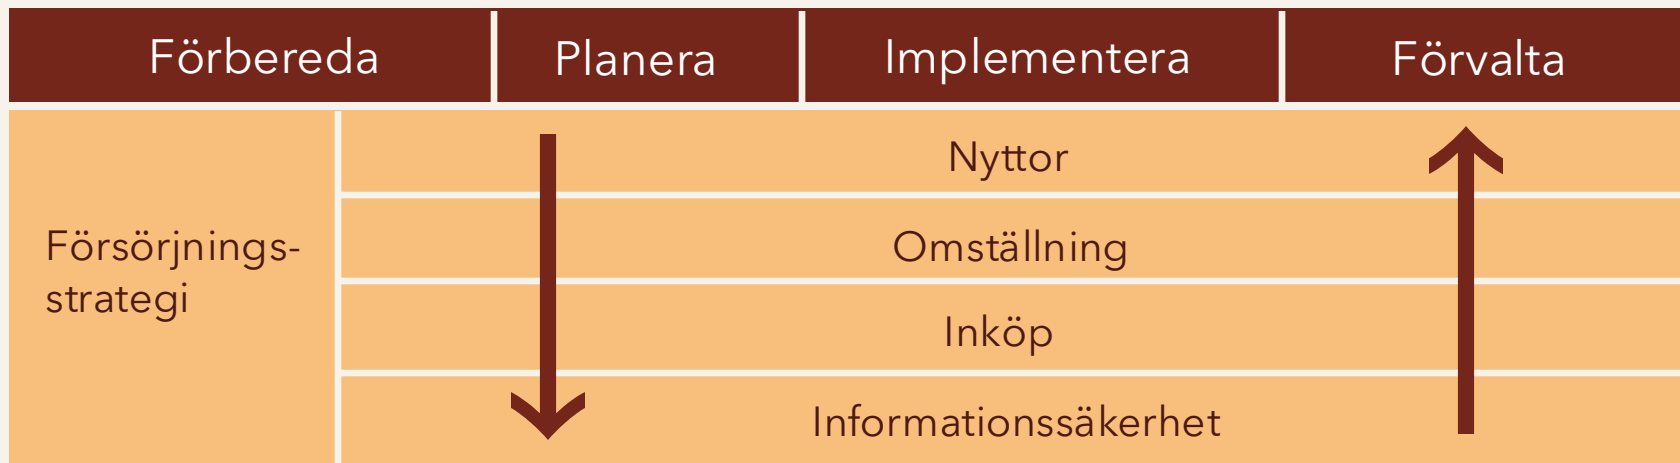 Förbereda
Planera
Implementera
Förvalta
Försörjnings-
strategi
Nyttor
Omställning
Inköp
Informationssäkerhet